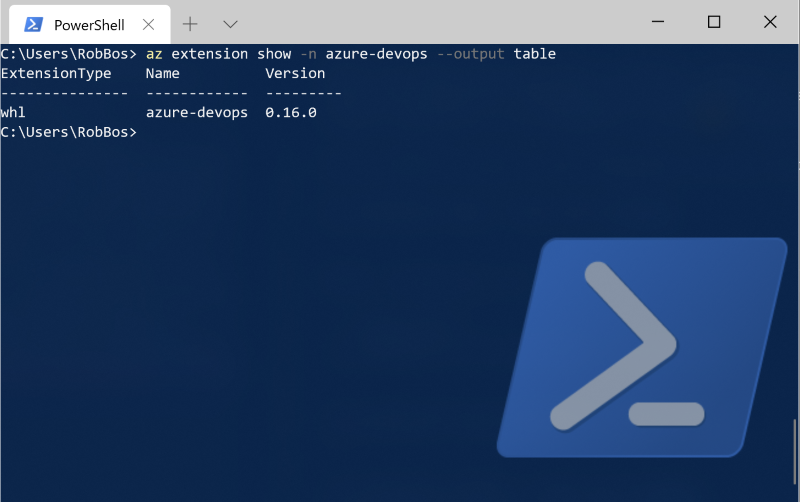 PowerShell
C:\Users\RobBos> az extension show -n azure-devops --output table
ExtensionType  Name          Version
---------------  ------------  ---------
whl              azure-devops  0.16.0
C:\Users\RobBos>